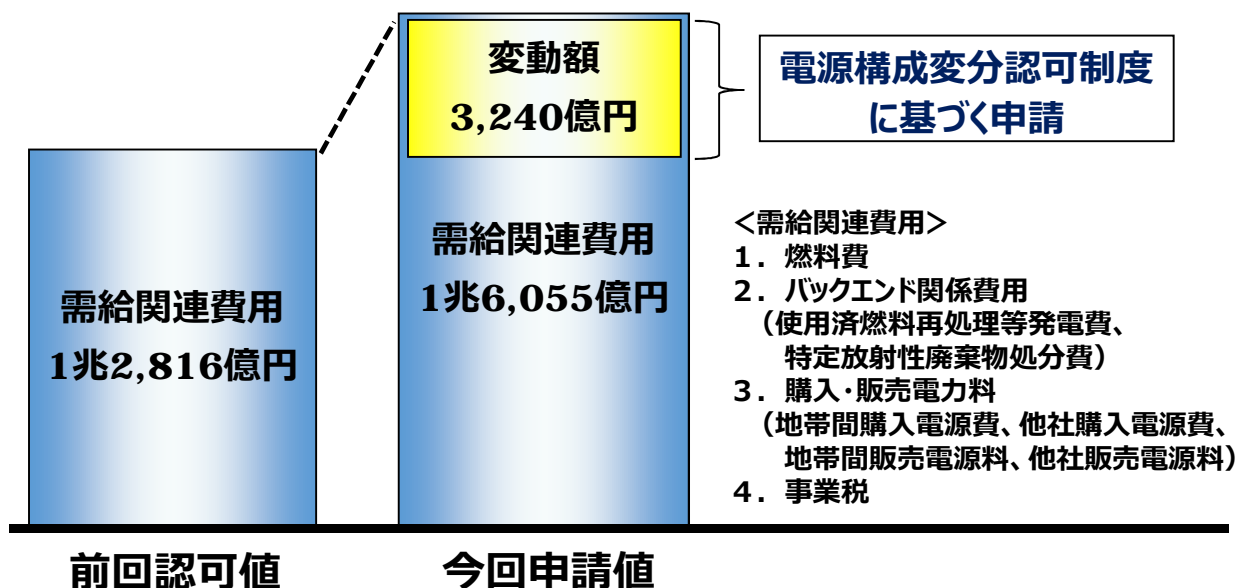 変動額
3,240億円
電源構成変分認可制度
に基づく申請
需給関連費用
1兆2,816億円
需給関連費用
1兆6,055億円
＜需給関連費用＞
１．燃料費
２．バックエンド関係費用
（使用済燃料再処理等発電費、
特定放射性廃棄物処分費）
３．購入・販売電力料
（地帯間購入電源費、他社購入電源費、
地帯間販売電源料、他社販売電源料）
４．事業税
前回認可値
今回申請値